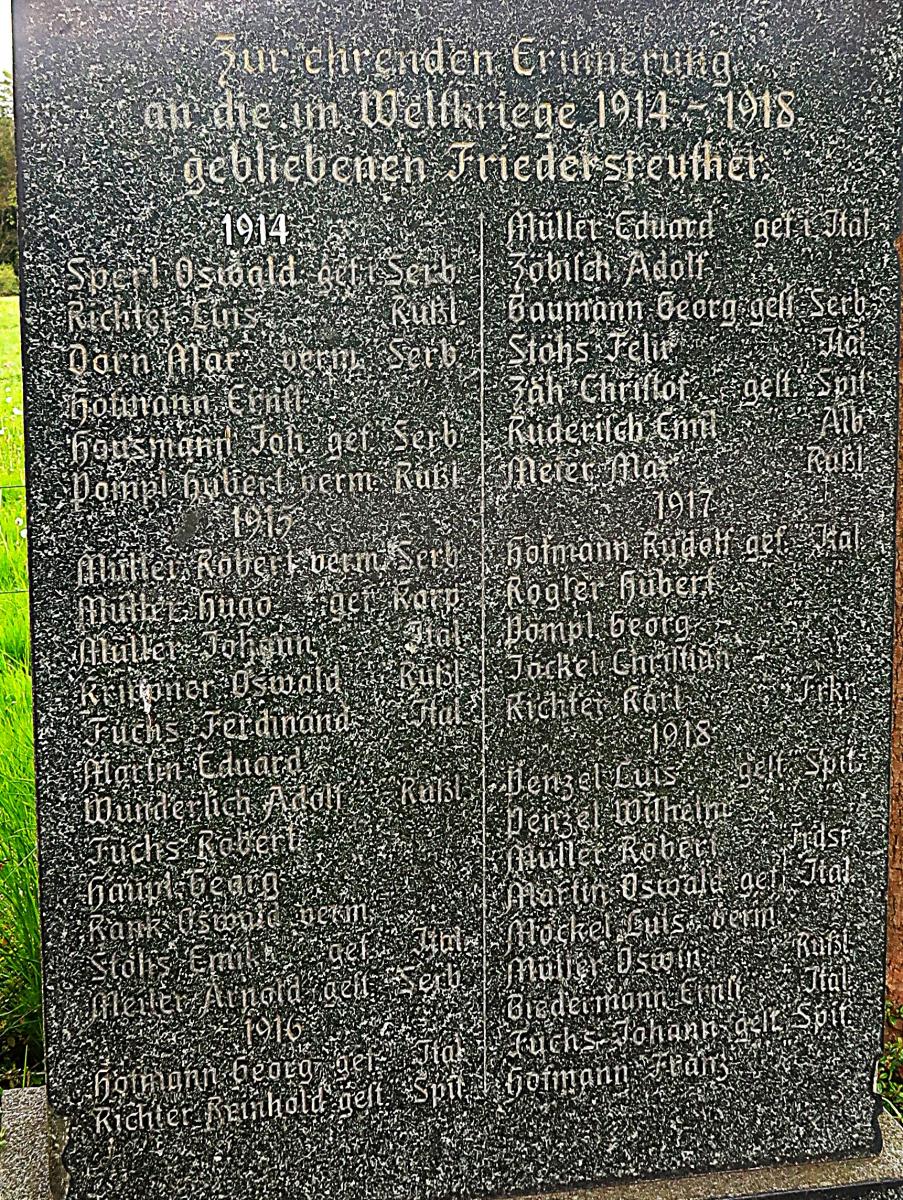 Zur ehrenden Erinnerung
an die im Weltkriege 1914 - 1918
gebliebenen Friedersreuther.
1914
Sperl Oswald gef. i. Serb
Richter Luis Rußl
Dorn Max verm. Serb
Hofmann Ernst
Hausmann Joh. gef. Serb
Pompl Hubert verm. Rußl
1915
Müller Robert verm. Serb
Müller Hugo gef. Karp
Müller Johann Ital
Krippner Oswald Rußl
Fuchs Ferdinand Ital
Martin Eduard
Wunderlich Adolf Rußl
Fuchs Robert
Häupl Georg
Rank Oswald verm
Stöhs Emil gef. Ital
Meiler Arnold gest. Serb
1916
Hofmann Georg gef. Ital
Richter Reinhold gest Spit
Müller Eduard gef i. Ital
Zöbisch Adolf
Baumann Georg gest Serb
Stöhs Felix Ital
Zäh Christof gest. Spit
Ruderisch Emil Alb
Meier Max Rußl
1917
Hofmann Rudolf gef. Ital
Rogler Hubert
Pompl Georg
Jäckel Christian
Richter Karl Frkr
1918
Penzel Luis gest Spit
Penzel Wilhelm
Müller Robert Frdsr
Martin Oswald gef. Ital
Möckel Luis verm
Müller Oswin Rußl
Biedermann Ernst Ital
Fuchs Johann gest Spit
Hofmann Franz